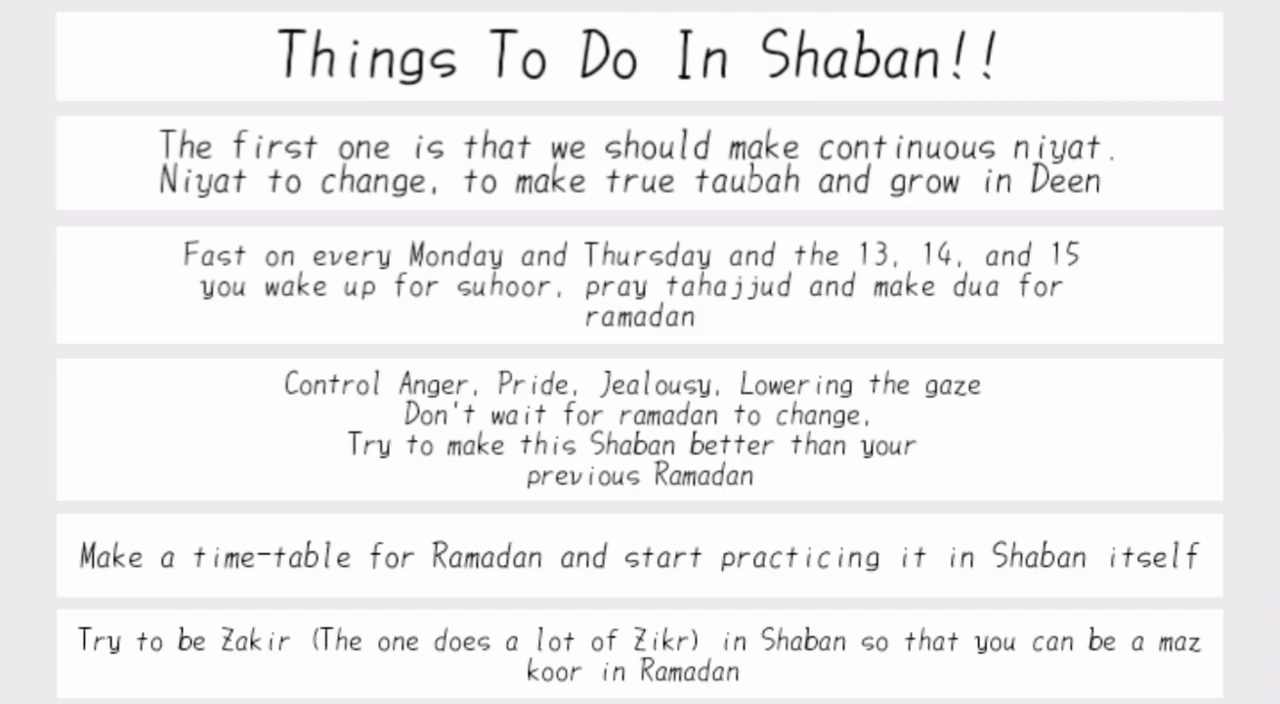 Things To Do In Shaban!!
The first one is that we should make continuous niyat.
Niyat to change, to make true taubah and grow in Deen
Fast on every Monday and Thursday and the 13, 14, and 15
you wake up for suhoor, pray tahajjud and make dua for
ramadan
Control Anger, Pride, Jealousy, Lowering the gaze
Don't wait for ramadan to change,
Try to make this Shaban better than your
previous Ramadan
Make a time-table for Ramadan and start practicing it in Shaban itself
Try to be Zakir (The one does a lot of Zikr) in Shaban so that you can be a maz
koor in Ramadan